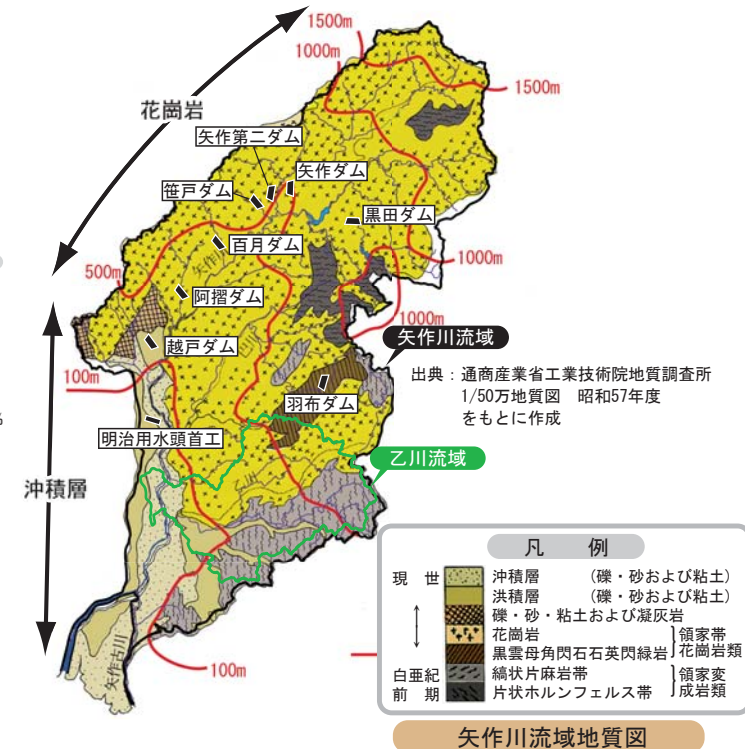 1500m
1000m
1500m
花崗岩
矢作第二ダム
矢作ダム
笹戸ダム
黒田ダム
百月ダム
矢作川
1000m
500m
阿摺ダム
1000m
矢作川流域
越戸ダム
出典:通商産業省工業技術院地質調査所
1/50万地質図 昭和57年度
をもとに作成
100m
羽布ダム
%
明治用水頭首工
乙川流域
沖積層
乙川
凡 例
現 世 沖積層 (礫・砂および粘土)
洪積層 (礫・砂および粘土)
礫・砂・粘土および凝灰岩
花崗岩 領家帯
黒雲母角閃石石英閃緑岩 花崗岩類
白亜紀 縞状片麻岩帯 領家変
前 期 片状ホルンフェルス帯 成岩類
矢作古川
100m
矢作川流域地質図